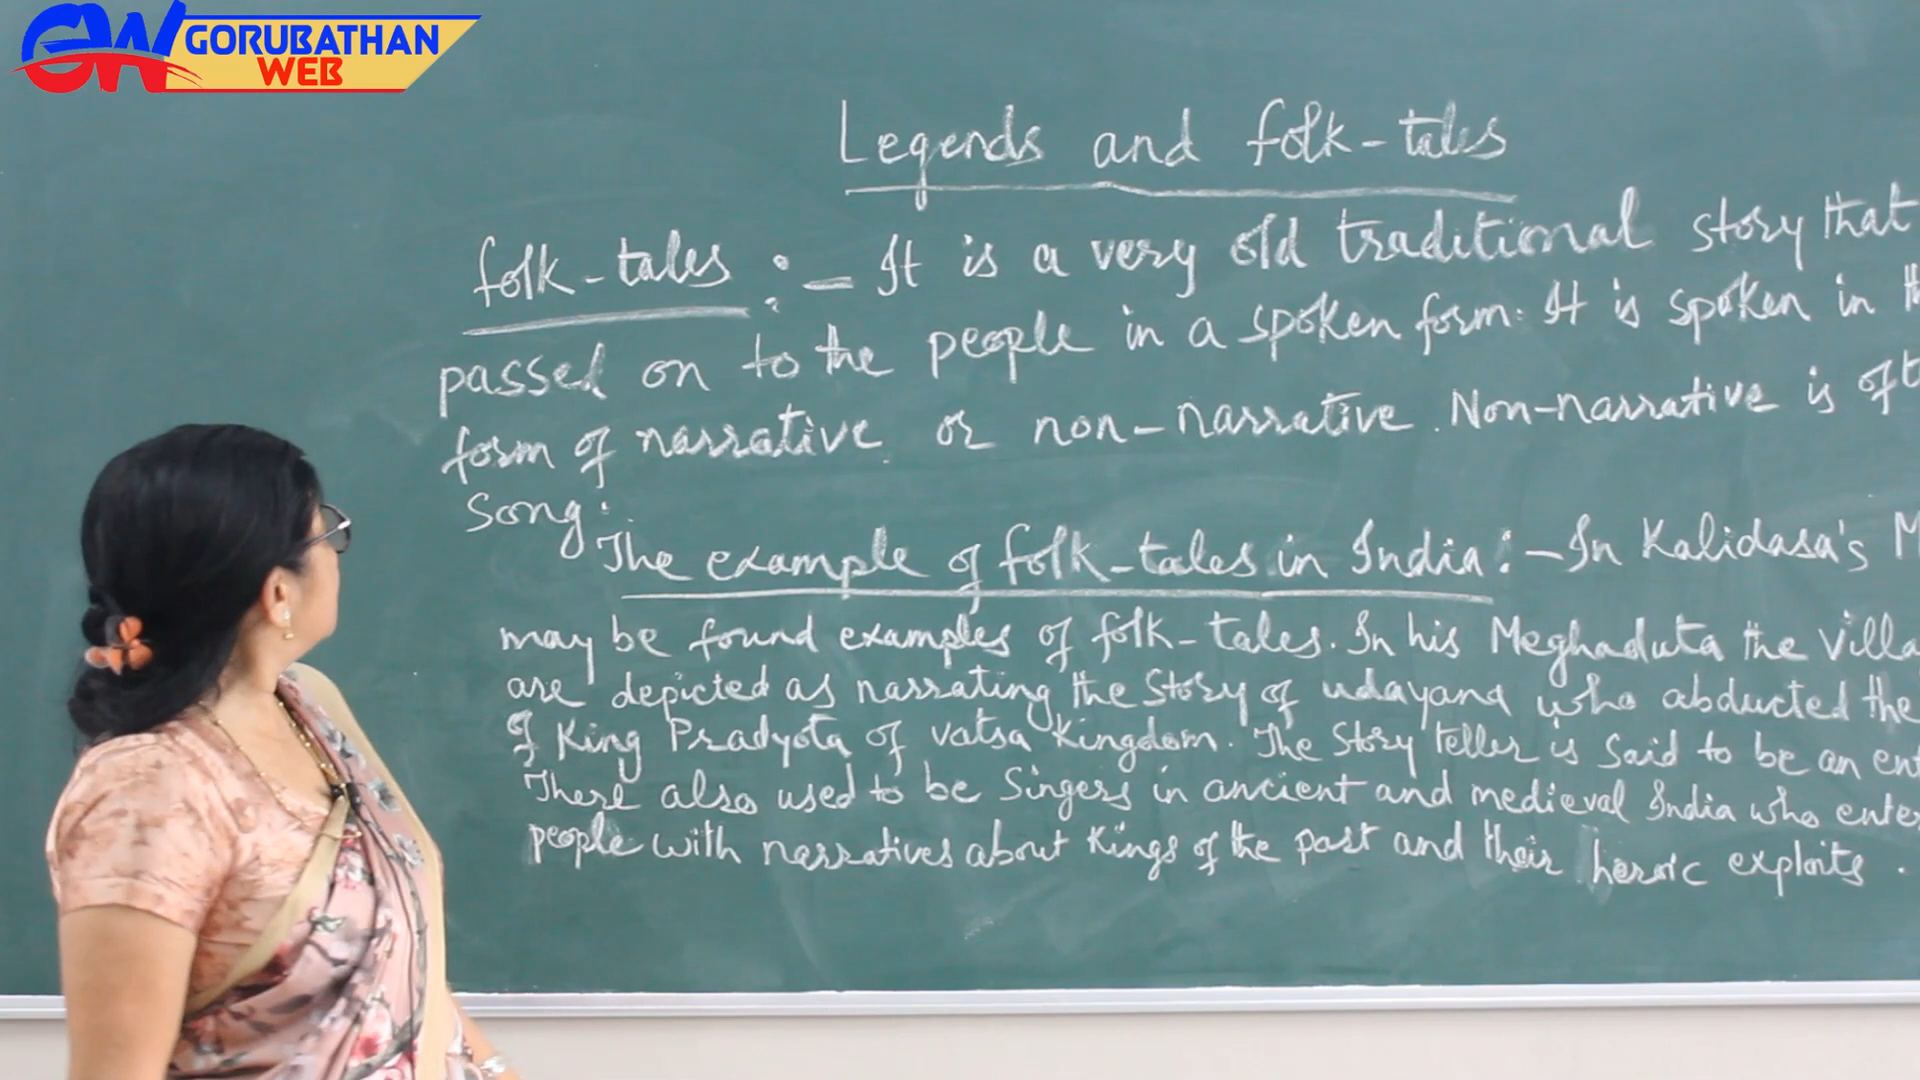 GW GORUBATHAN
WEB
Legends and folk-tales
folk-tales :- It is a very old traditional story that
passed on to the people in a spoken form. It is spoken in
form of narrative or non-narrative. Non-narrative is
song.
The example of folk-tales in India :- In Kalidasa's
may be found examples of folk-tales. In his Meghaduta the
are depicted as narrating the story of udayana who abducted the
of King Pradyota of vatsa Kingdom. The story teller is said to be an
There also used to be singers in ancient and medieval India who
people with narratives about kings of the past and their heroic exploits.